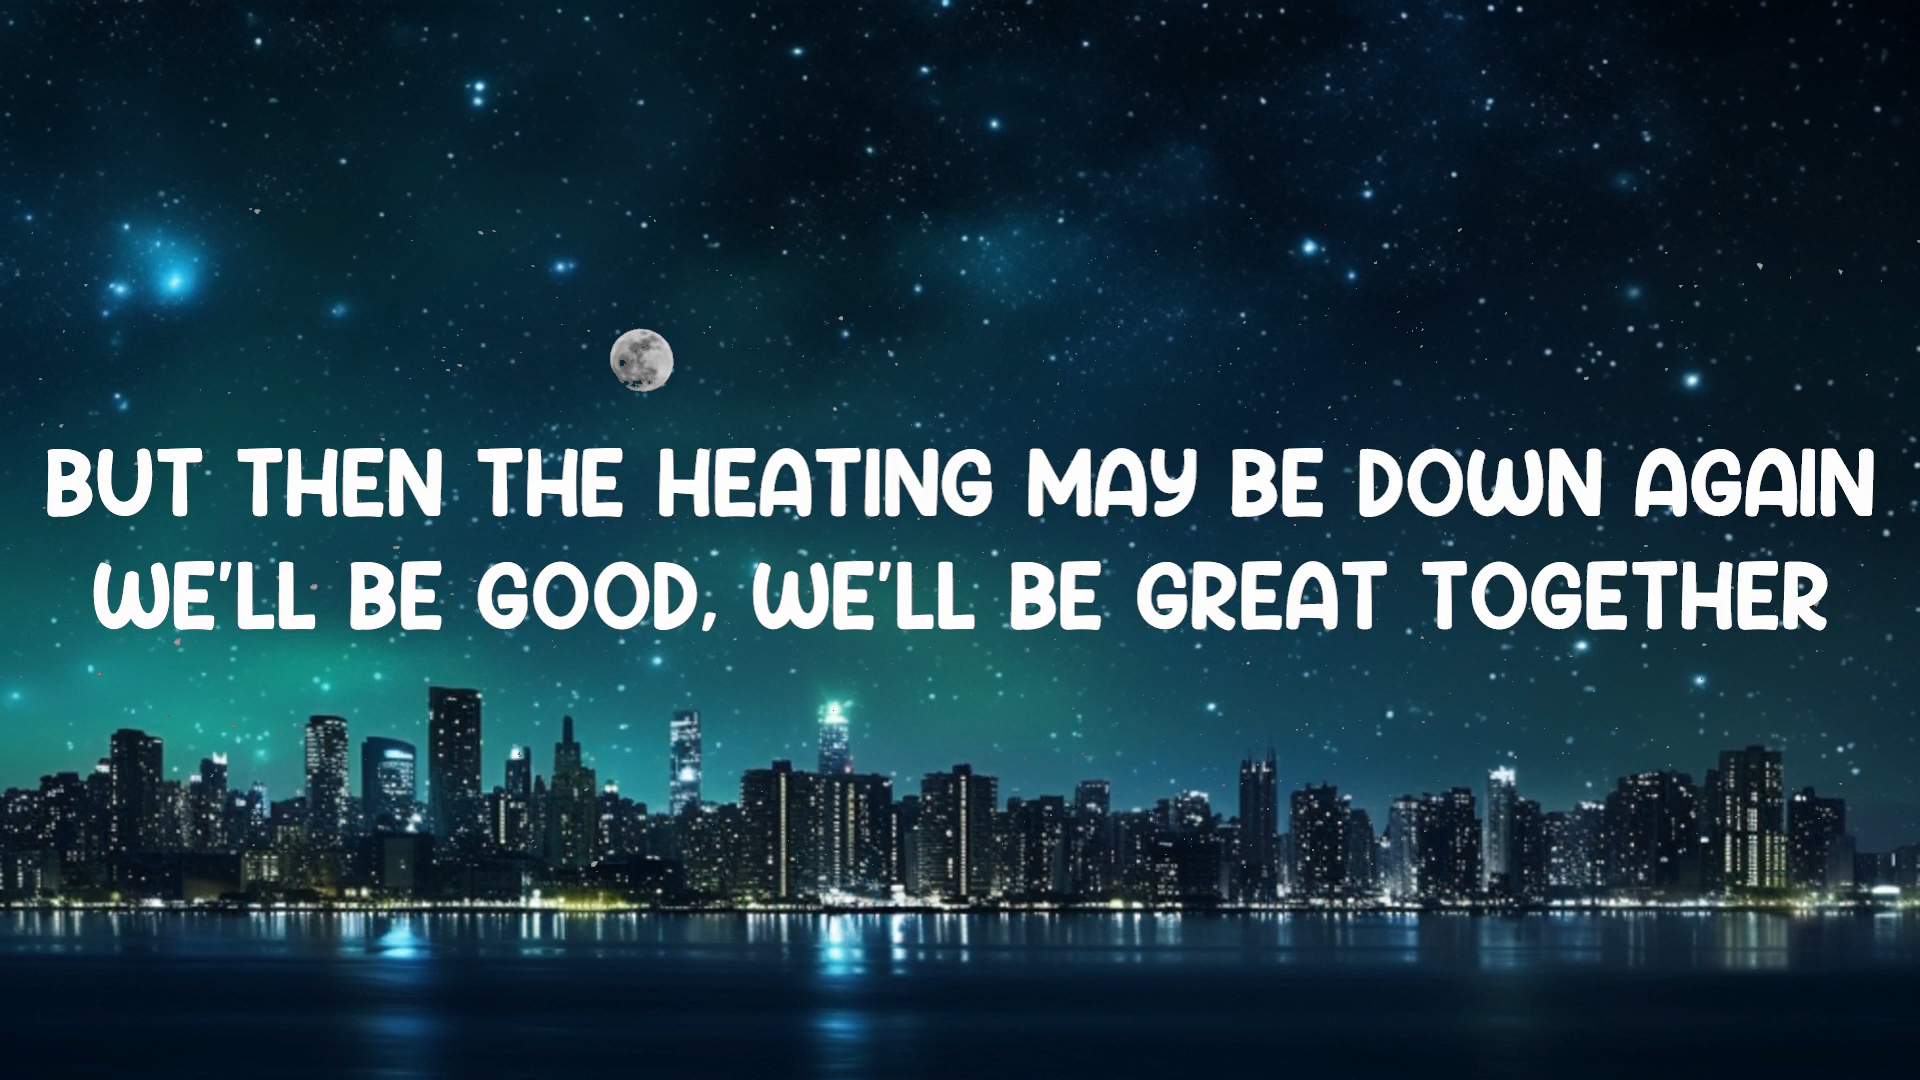 BUT THEN THE HEATING MAY BE DOWN AGAIN
WE'LL BE GOOD, WE'LL BE GREAT TOGETHER